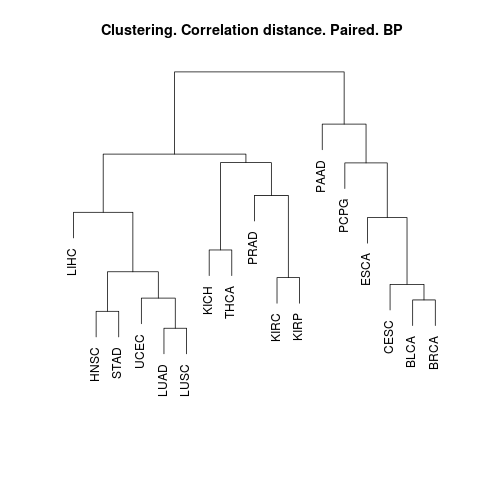 Clustering. Correlation distance. Paired. BP
LIHC
HNSC
STAD
UCEC
LUAD
LUSC
KICH
THCA
PRAD
KIRC
KIRP
PAAD
PCPG
ESCA
CESC
BLCA
BRCA